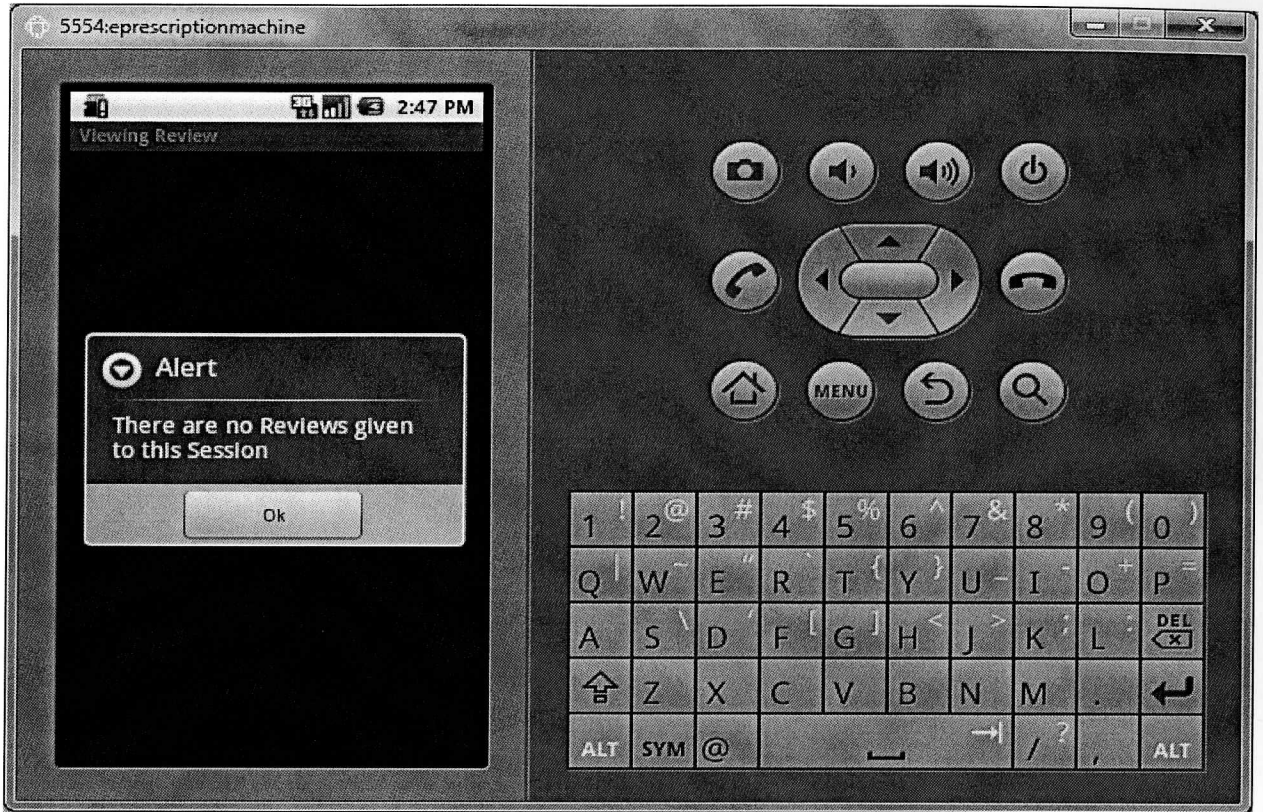 5554:eprescriptionmachine
3G 2:47 PM
Viewing Review
Alert
There are no Reviews given
to this Session
Ok
MENU
1 ! 2 @ 3 # 4 $ 5 % 6 ^ 7 & 8 * 9 ( 0 )
Q | W ~ E " R ` T { Y } U _ I - O + P =
A S \ D ' F [ G ] H < J > K ; L : DEL
Z X C V B N M .
ALT SYM @ / ? , ALT